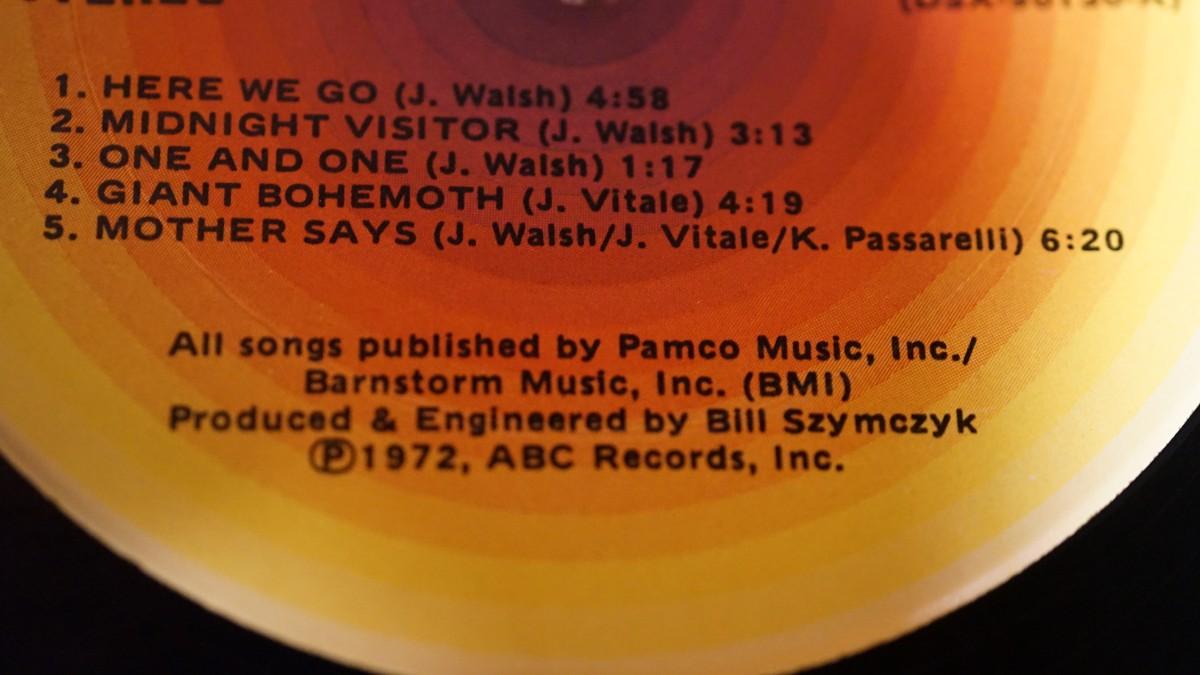 STEREO
1. HERE WE GO (J. Walsh) 4:58
2. MIDNIGHT VISITOR (J. Walsh) 3:13
3. ONE AND ONE (J. Walsh) 1:17
4. GIANT BOHEMOTH (J. Vitale) 4:19
5. MOTHER SAYS (J. Walsh/J. Vitale/K. Passarelli) 6:20
All songs published by Pamco Music, Inc./
Barnstorm Music, Inc. (BMI)
Produced & Engineered by Bill Szymczyk
Ⓟ1972, ABC Records, Inc.